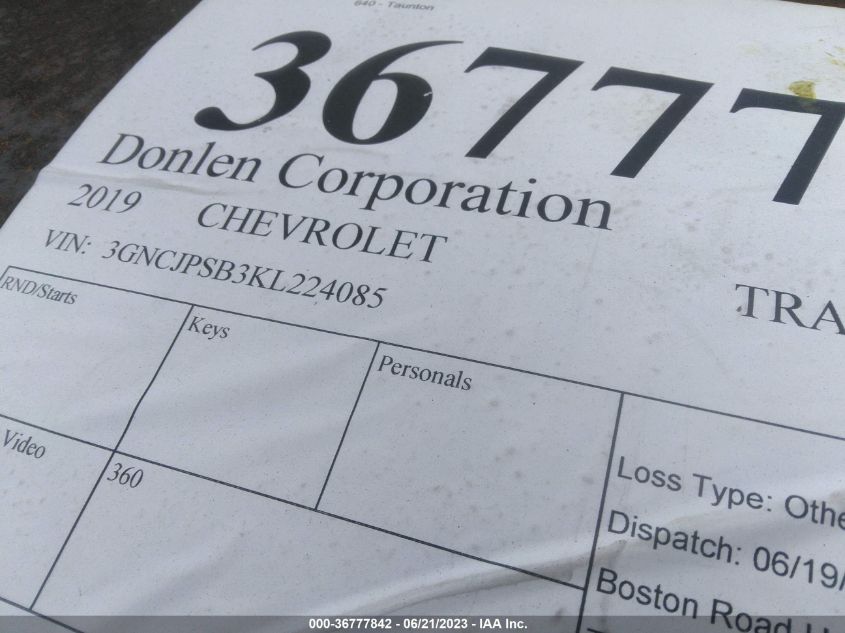 640 - Taunton
36777
Donlen Corporation
2019 CHEVROLET
TRA
VIN: 3GNCJPSB3KL224085
RND/Starts
Keys
Personals
Video
360
Loss Type: Othe
Dispatch: 06/19/
Boston Road
000-36777842 - 06/21/2023 - IAA Inc.